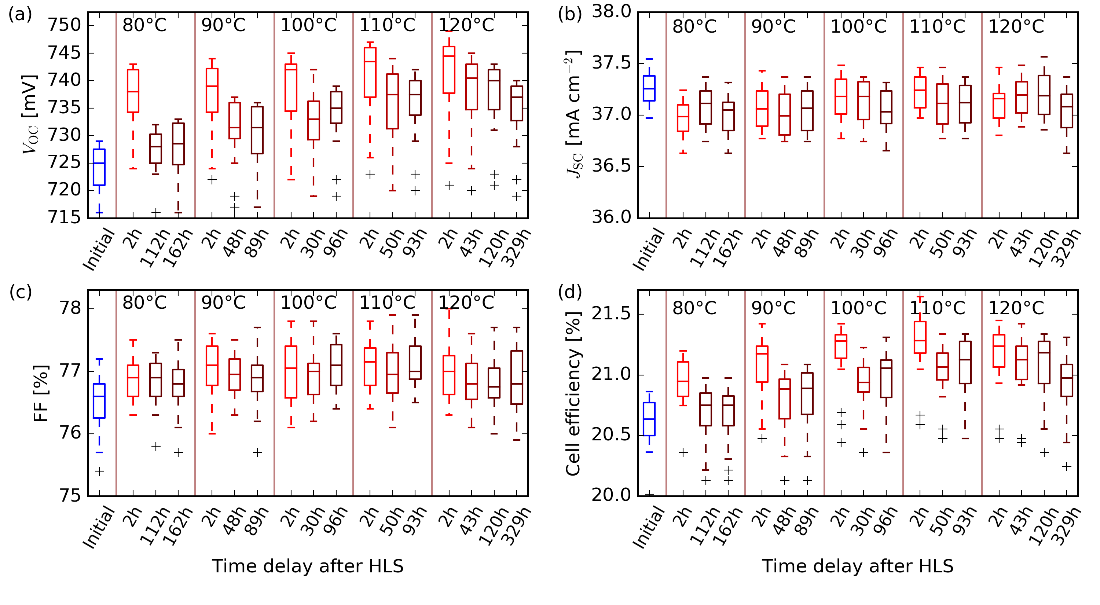 (a)
V_OC [mV]
750
745
740
735
730
725
720
715
80°C
90°C
100°C
110°C
120°C
Initial
2h
112h
162h
2h
48h
89h
2h
30h
96h
2h
50h
93h
2h
43h
120h
329h
(b)
J_SC [mA cm⁻²]
38.0
37.5
37.0
36.5
36.0
80°C
90°C
100°C
110°C
120°C
Initial
2h
112h
162h
2h
48h
89h
2h
30h
96h
2h
50h
93h
2h
43h
120h
329h
(c)
FF [%]
78
77
76
75
80°C
90°C
100°C
110°C
120°C
Initial
2h
112h
162h
2h
48h
89h
2h
30h
96h
2h
50h
93h
2h
43h
120h
329h
Time delay after HLS
(d)
Cell efficiency [%]
21.5
21.0
20.5
20.0
80°C
90°C
100°C
110°C
120°C
Initial
2h
112h
162h
2h
48h
89h
2h
30h
96h
2h
50h
93h
2h
43h
120h
329h
Time delay after HLS